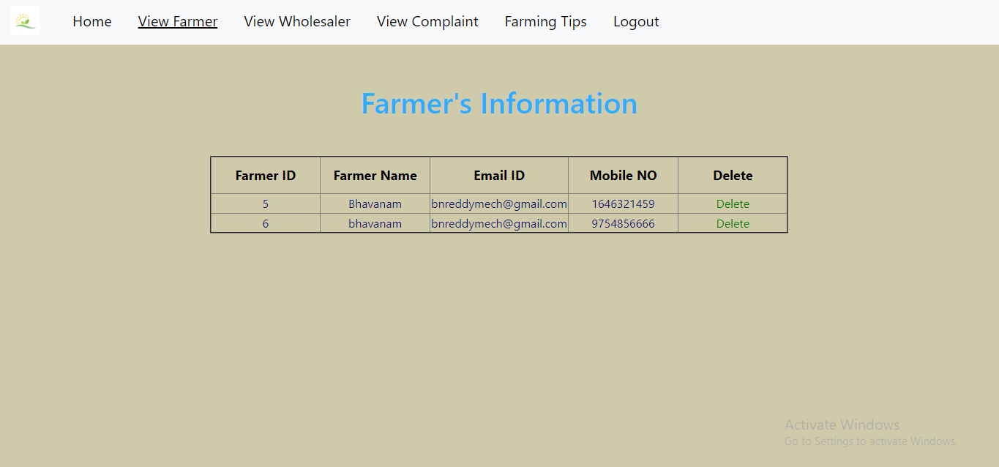 Home View Farmer View Wholesaler View Complaint Farming Tips Logout
Farmer's Information
Farmer ID Farmer Name Email ID Mobile NO Delete
5 Bhavanam bnreddymech@gmail.com 1646321459 Delete
6 bhavanam bnreddymech@gmail.com 9754856666 Delete
Activate Windows
Go to Settings to activate Windows.